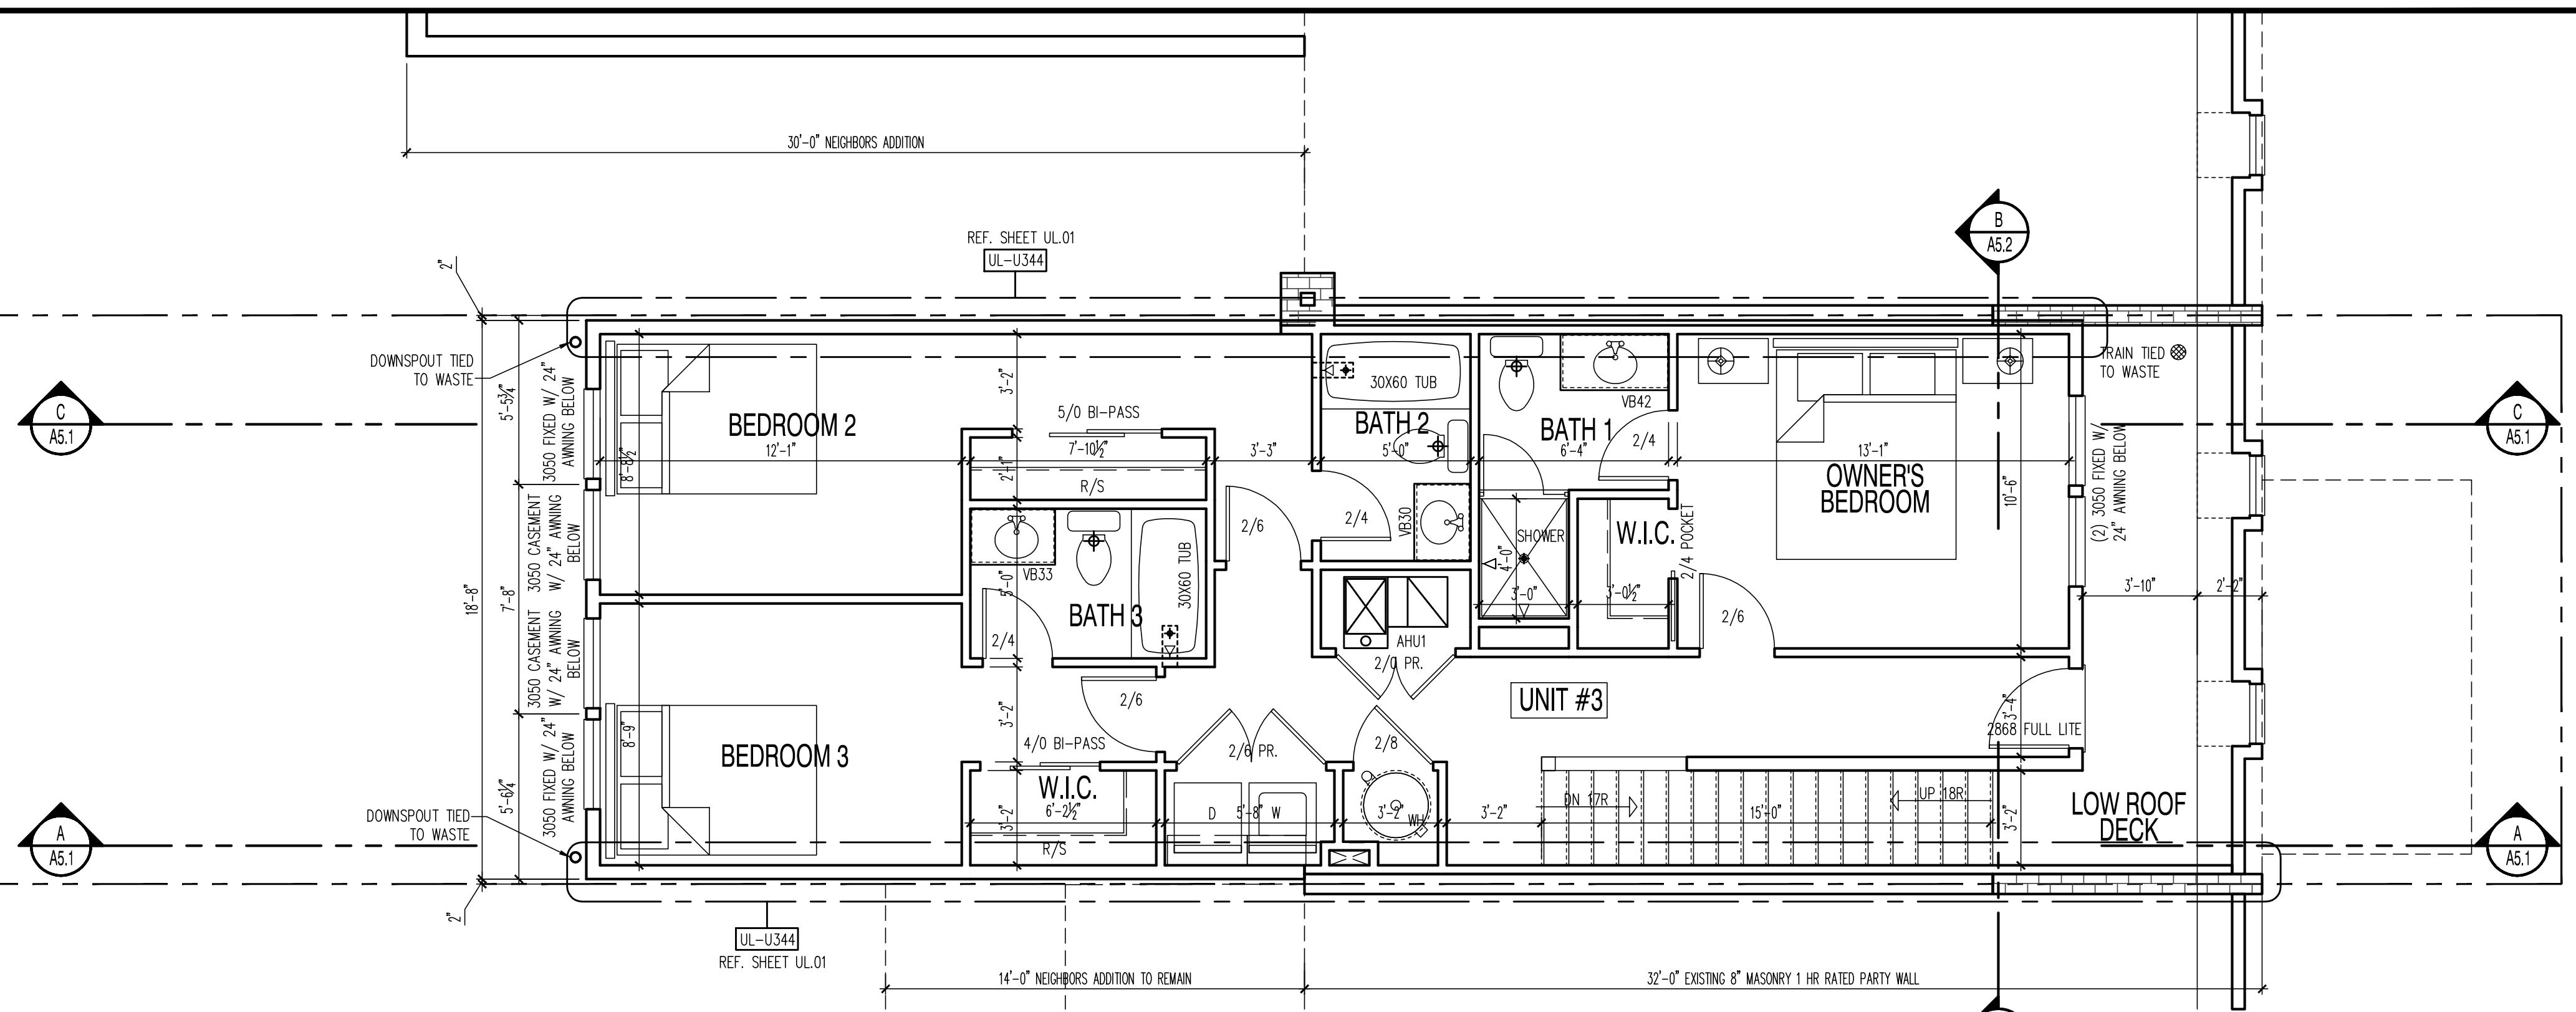 30'-0" NEIGHBORS ADDITION
REF. SHEET UL.01
UL-U344
B
A5.2
2"
DOWNSPOUT TIED
TO WASTE
TRAIN TIED
TO WASTE
C
A5.1
C
A5.1
18'-8"
5'-5¾"
7'-8"
5'-6¼"
3050 FIXED W/ 24"
AWNING BELOW
3050 CASEMENT
W/ 24" AWNING
BELOW
3050 CASEMENT
W/ 24" AWNING
BELOW
3050 FIXED W/ 24"
AWNING BELOW
BEDROOM 2
12'-1"
8'-8½"
3'-2"
5/0 BI-PASS
7'-10½"
2'-1"
R/S
3'-3"
2/6
30X60 TUB
BATH 2
5'-0"
2/4
VB30
BATH 1
6'-4"
VB42
2/4
SHOWER
4'-0"
3'-0"
W.I.C.
3'-0½"
2/4 POCKET
13'-1"
OWNER'S
BEDROOM
10'-6"
2/6
(2) 3050 FIXED W/
24" AWNING BELOW
3'-10"
2'-2"
VB33
5'-0"
BATH 3
30X60 TUB
2/4
AHU1
2/0 PR.
UNIT #3
3'-4"
2868 FULL LITE
BEDROOM 3
8'-9"
3'-2"
2/6
4/0 BI-PASS
W.I.C.
6'-2½"
3'-2"
R/S
2/6 PR.
D
5'-8"
W
2/8
3'-2"
WH
3'-2"
DN 17R
15'-0"
UP 18R
3'-2"
LOW ROOF
DECK
DOWNSPOUT TIED
TO WASTE
A
A5.1
A
A5.1
2"
UL-U344
REF. SHEET UL.01
14'-0" NEIGHBORS ADDITION TO REMAIN
32'-0" EXISTING 8" MASONRY 1 HR RATED PARTY WALL